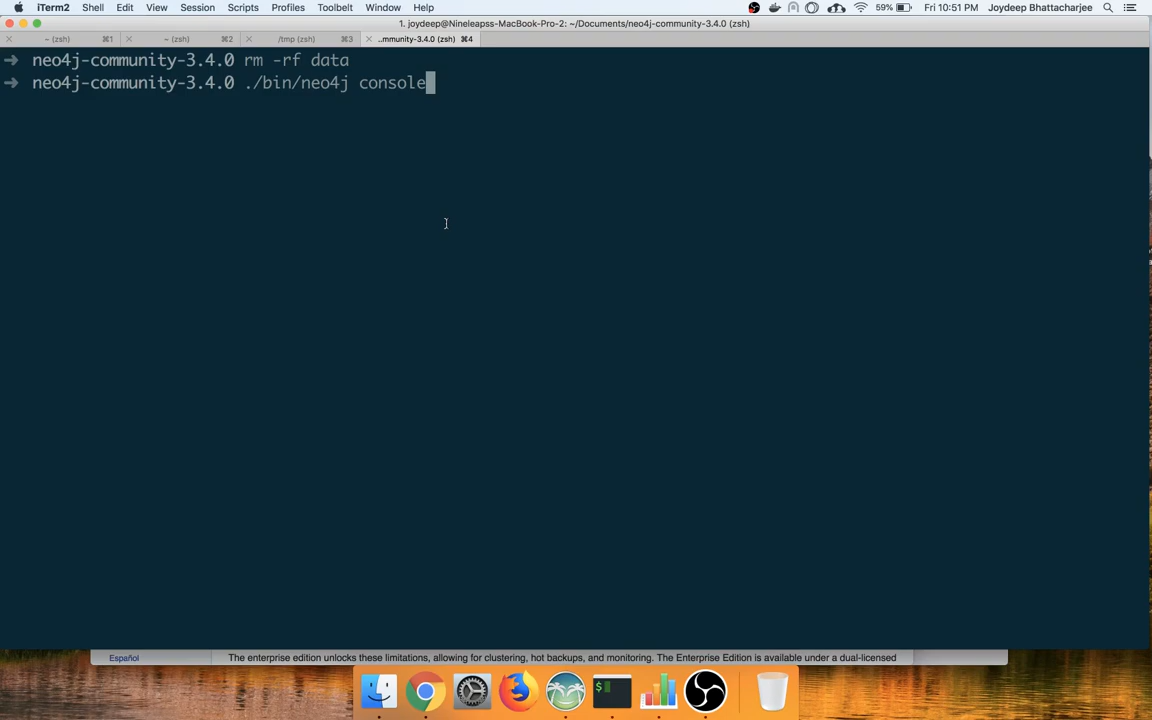 iTerm2 Shell Edit View Session Scripts Profiles Toolbelt Window Help 59% Fri 10:51 PM Joydeep Bhattacharjee
1. joydeep@Nineleapss-MacBook-Pro-2: ~/Documents/neo4j-community-3.4.0 (zsh)
~ (zsh) ⌘1 ~ (zsh) ⌘2 /tmp (zsh) ⌘3 ..mmunity-3.4.0 (zsh) ⌘4
➜ neo4j-community-3.4.0 rm -rf data
➜ neo4j-community-3.4.0 ./bin/neo4j console
Español The enterprise edition unlocks these limitations, allowing for clustering, hot backups, and monitoring. The Enterprise Edition is available under a dual-licensed
$